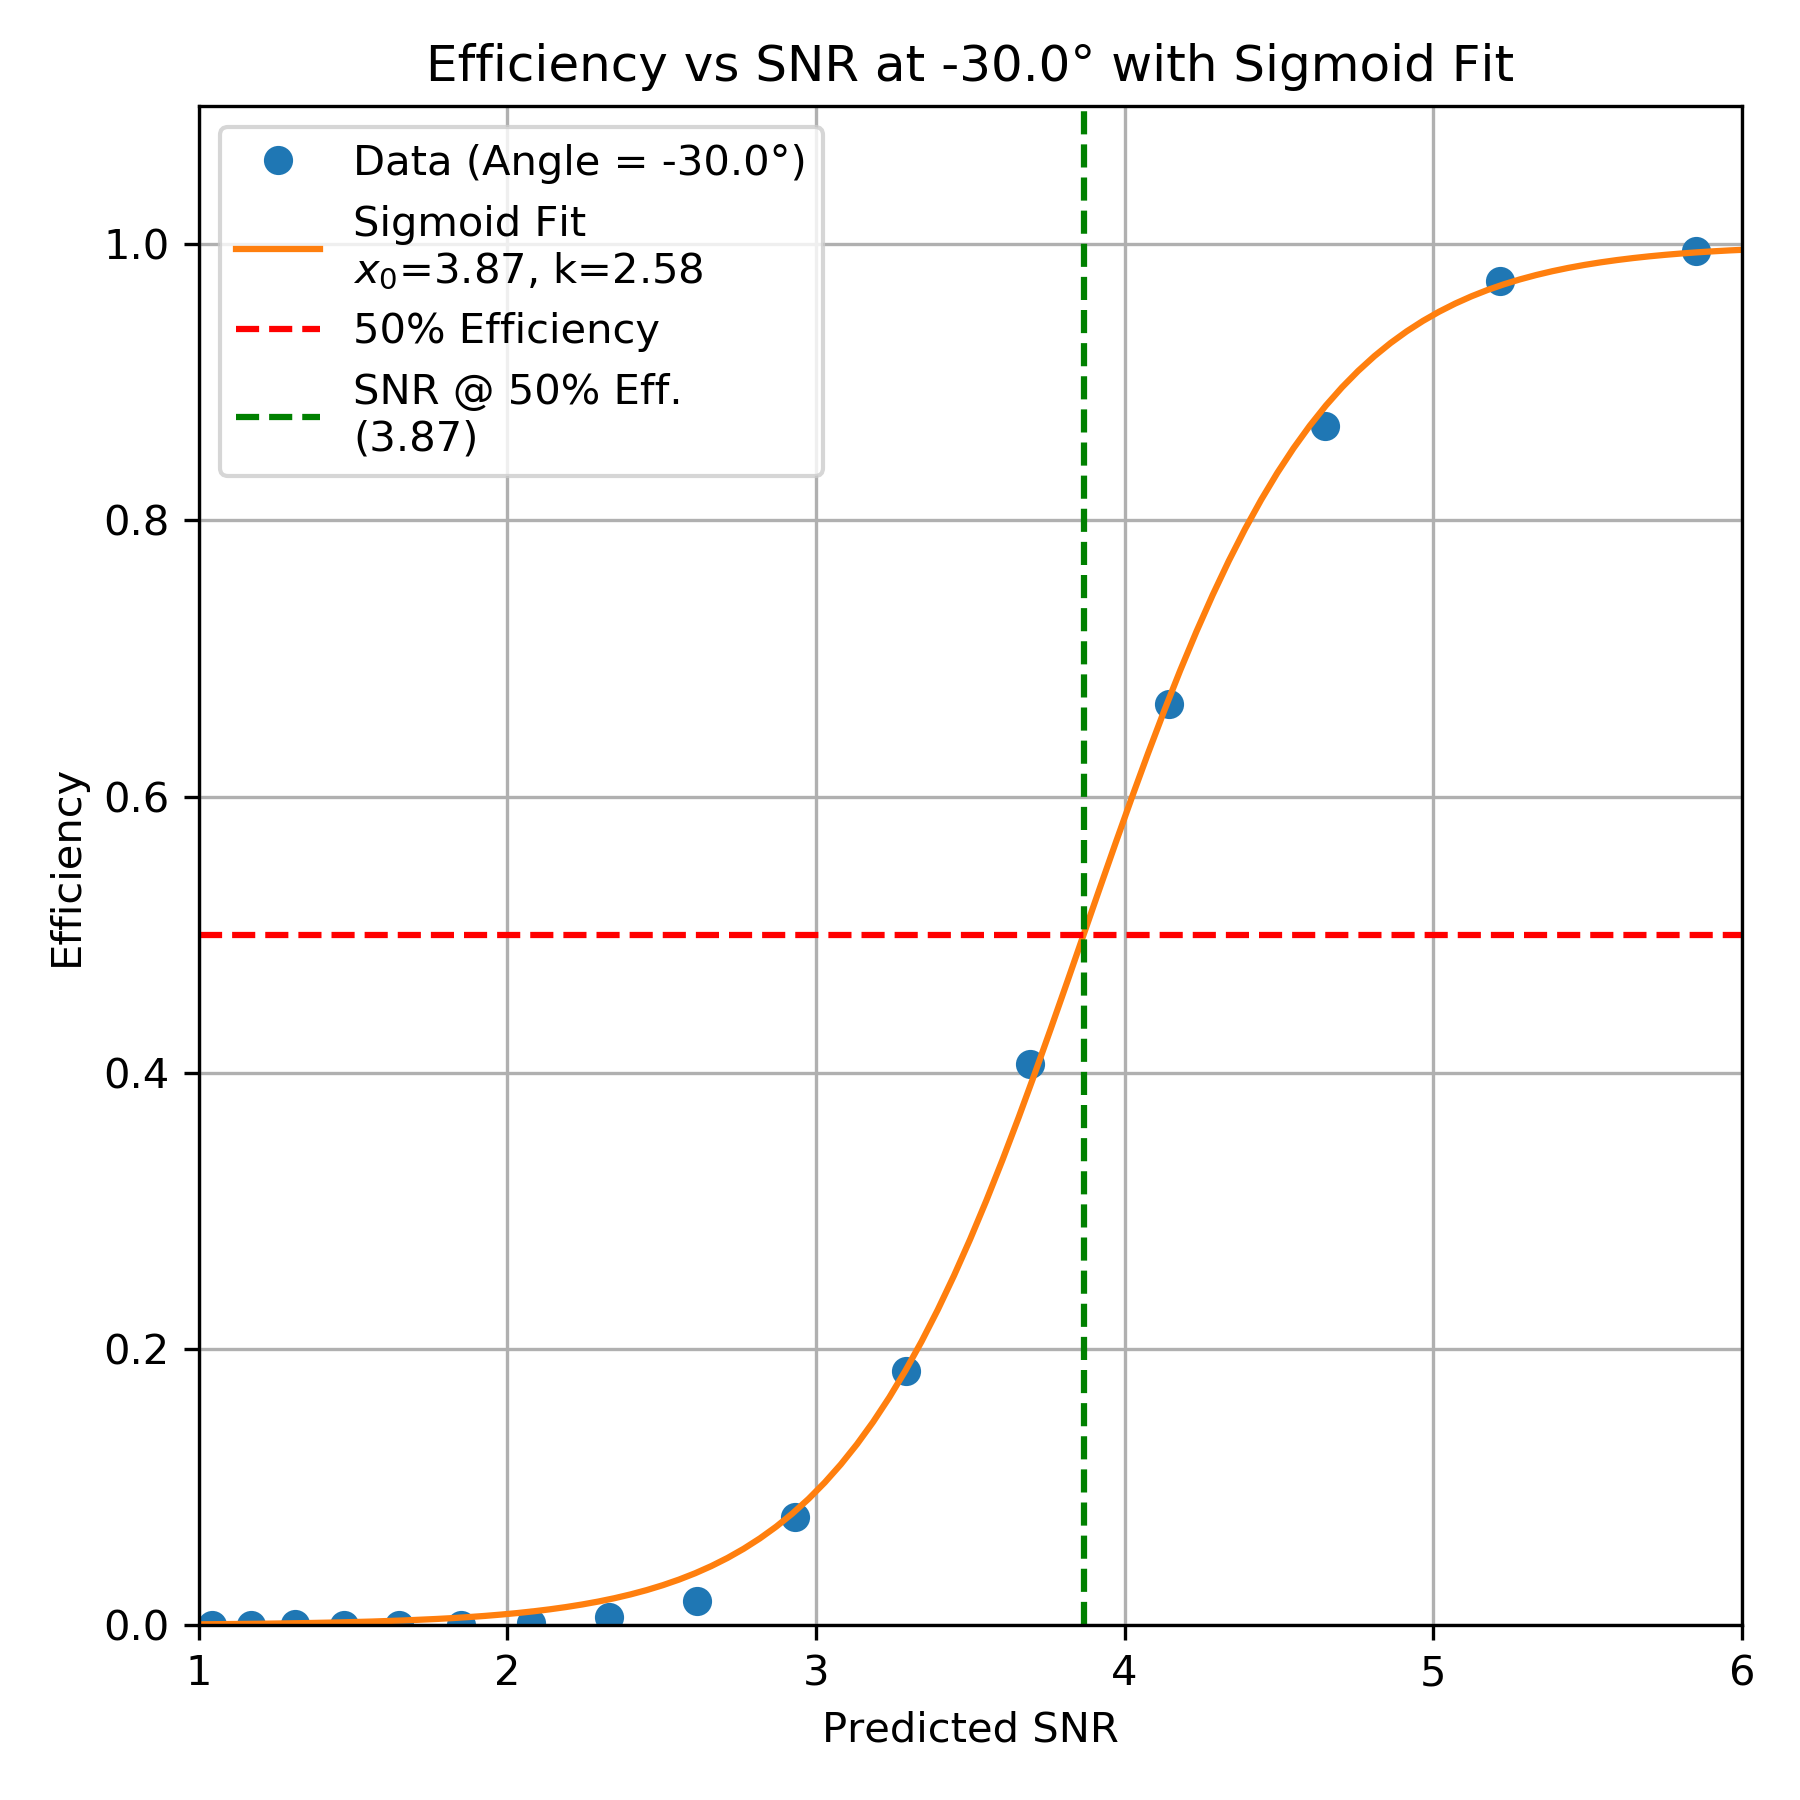 Efficiency vs SNR at -30.0° with Sigmoid Fit
Data (Angle = -30.0°)
Sigmoid Fit
x₀=3.87, k=2.58
50% Efficiency
SNR @ 50% Eff.
(3.87)
1.0
0.8
0.6
0.4
0.2
0.0
Efficiency
1 2 3 4 5 6
Predicted SNR